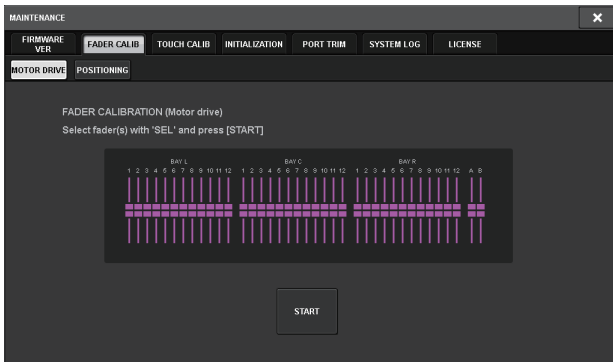 MAINTENANCE
FIRMWARE VER FADER CALIB TOUCH CALIB INITIALIZATION PORT TRIM SYSTEM LOG LICENSE
MOTOR DRIVE POSITIONING
FADER CALIBRATION (Motor drive)
Select fader(s) with 'SEL' and press [START]
BAY L BAY C BAY R
1 2 3 4 5 6 7 8 9 10 11 12 1 2 3 4 5 6 7 8 9 10 11 12 1 2 3 4 5 6 7 8 9 10 11 12 A B
START